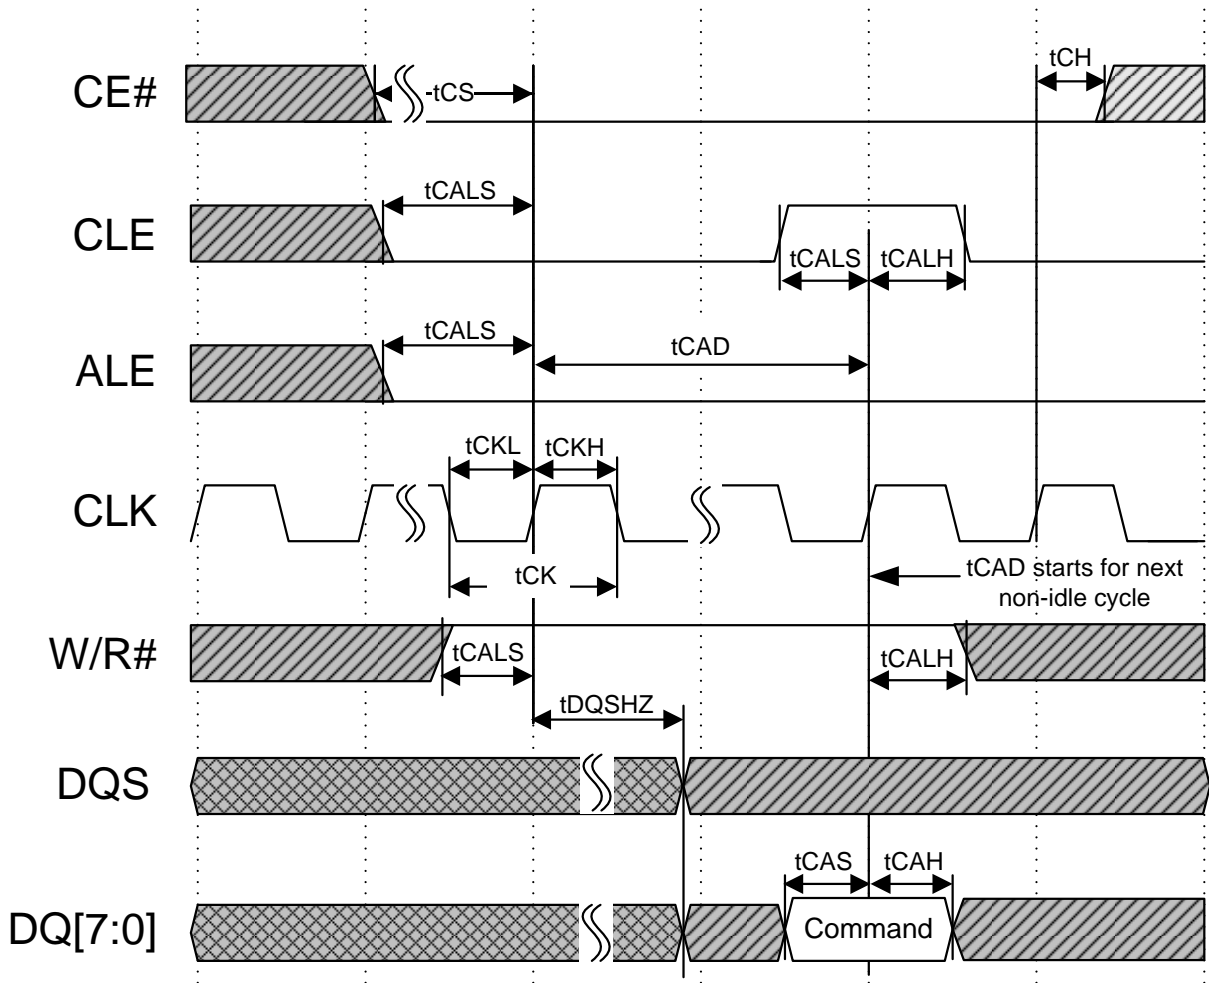 tCH
CE#
tCS
tCALS
CLE
tCALS
tCALH
tCALS
tCAD
ALE
tCKL
tCKH
CLK
tCK
tCAD starts for next
non-idle cycle
W/R#
tCALS
tCALH
tDQSHZ
DQS
tCAS
tCAH
DQ[7:0]
Command